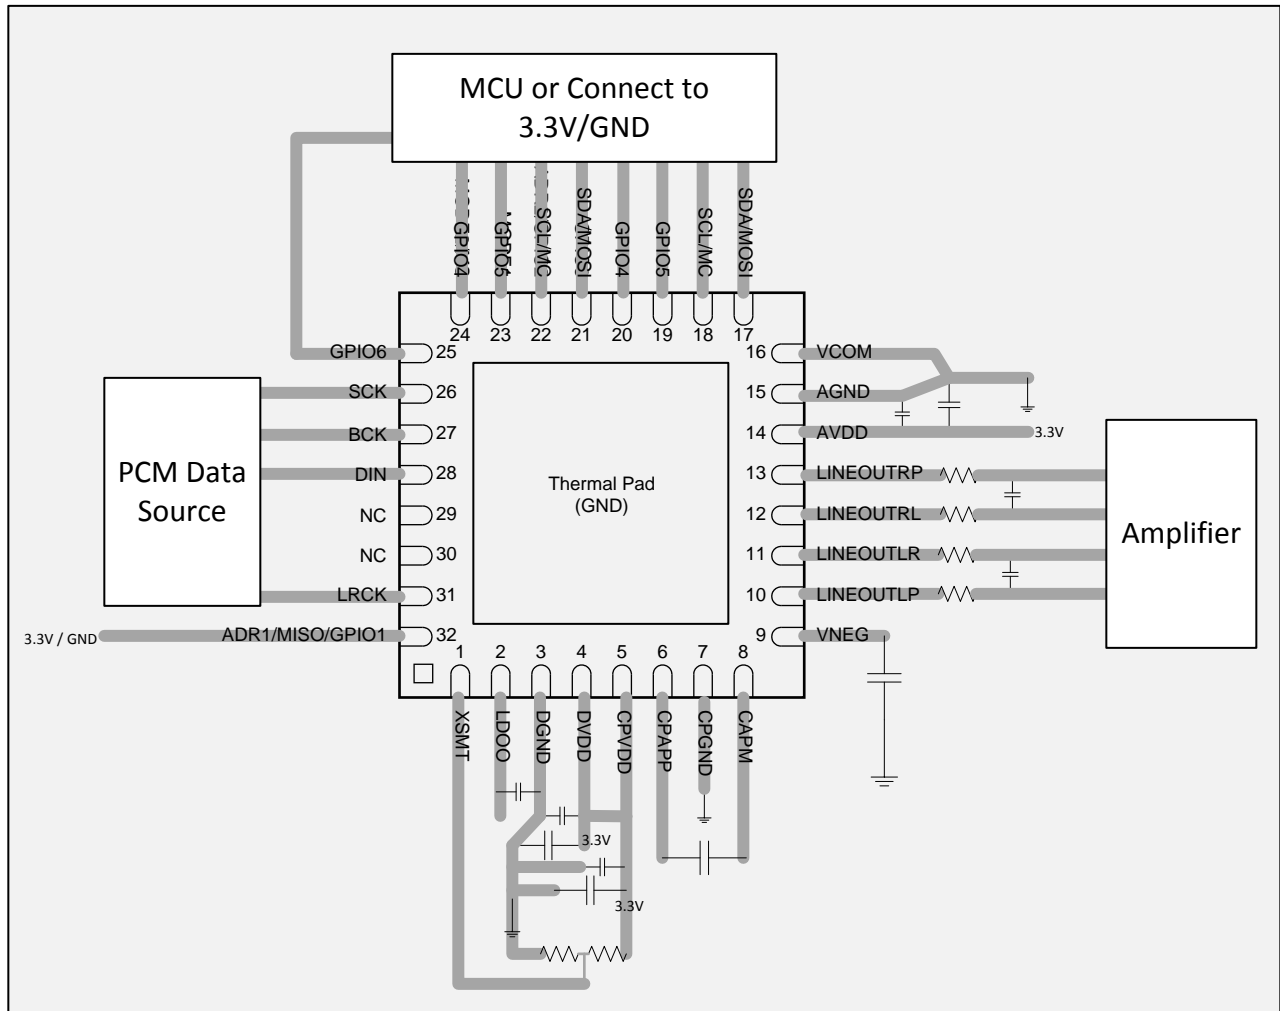 MCU or Connect to
3.3V/GND
GPIO4
GPIO5
SCL/MC
SDA/MOSI
GPIO4
GPIO5
SCL/MC
SDA/MOSI
24
23
22
21
20
19
18
17
GPIO6
25
16
VCOM
SCK
26
15
AGND
BCK
27
14
AVDD
3.3V
PCM Data
Source
DIN
28
13
LINEOUTRP
Thermal Pad
(GND)
NC
29
12
LINEOUTRL
Amplifier
NC
30
11
LINEOUTLR
LRCK
31
10
LINEOUTLP
3.3V / GND
ADR1/MISO/GPIO1
32
9
VNEG
1
2
3
4
5
6
7
8
XSMT
LDOO
DGND
DVDD
CPVDD
CPAPP
CPGND
CAPM
3.3V
3.3V